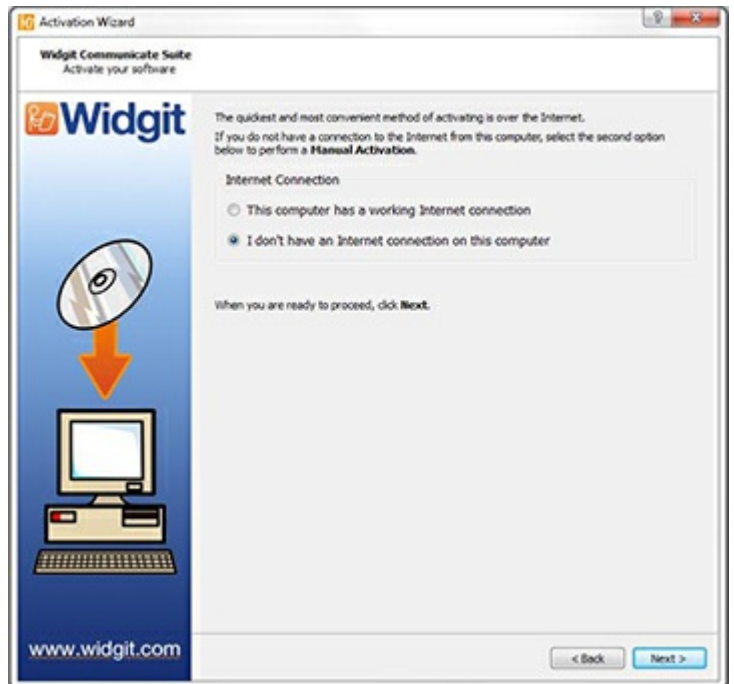 Activation Wizard
Widgit Communicate Suite
Activate your software
Widgit
The quickest and most convenient method of activating is over the Internet.
If you do not have a connection to the Internet from this computer, select the second option
below to perform a Manual Activation.
Internet Connection
This computer has a working Internet connection
I don't have an Internet connection on this computer
When you are ready to proceed, click Next.
www.widgit.com
< Back
Next >